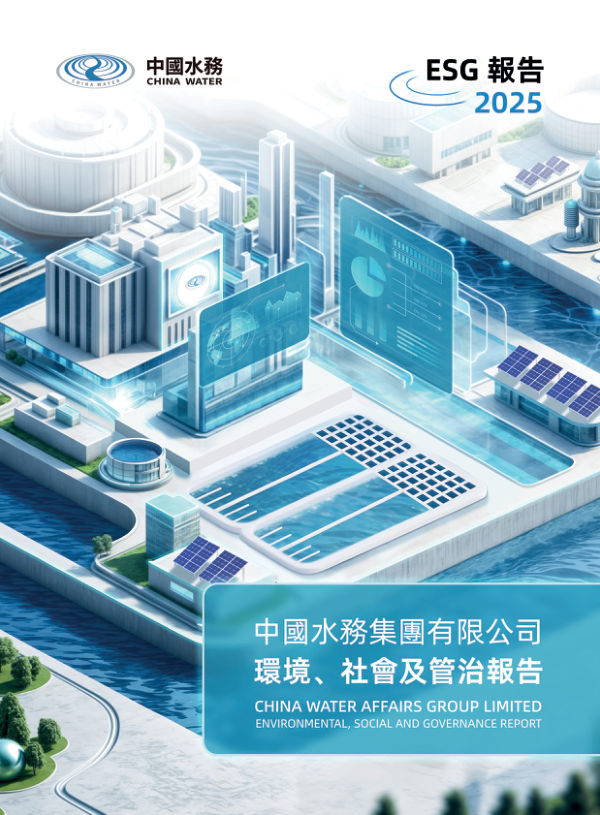 中國水務
CHINA WATER
CHINA WATER
ESG 報告
2025
中國水務集團有限公司
環境、社會及管治報告
CHINA WATER AFFAIRS GROUP LIMITED
ENVIRONMENTAL, SOCIAL AND GOVERNANCE REPORT